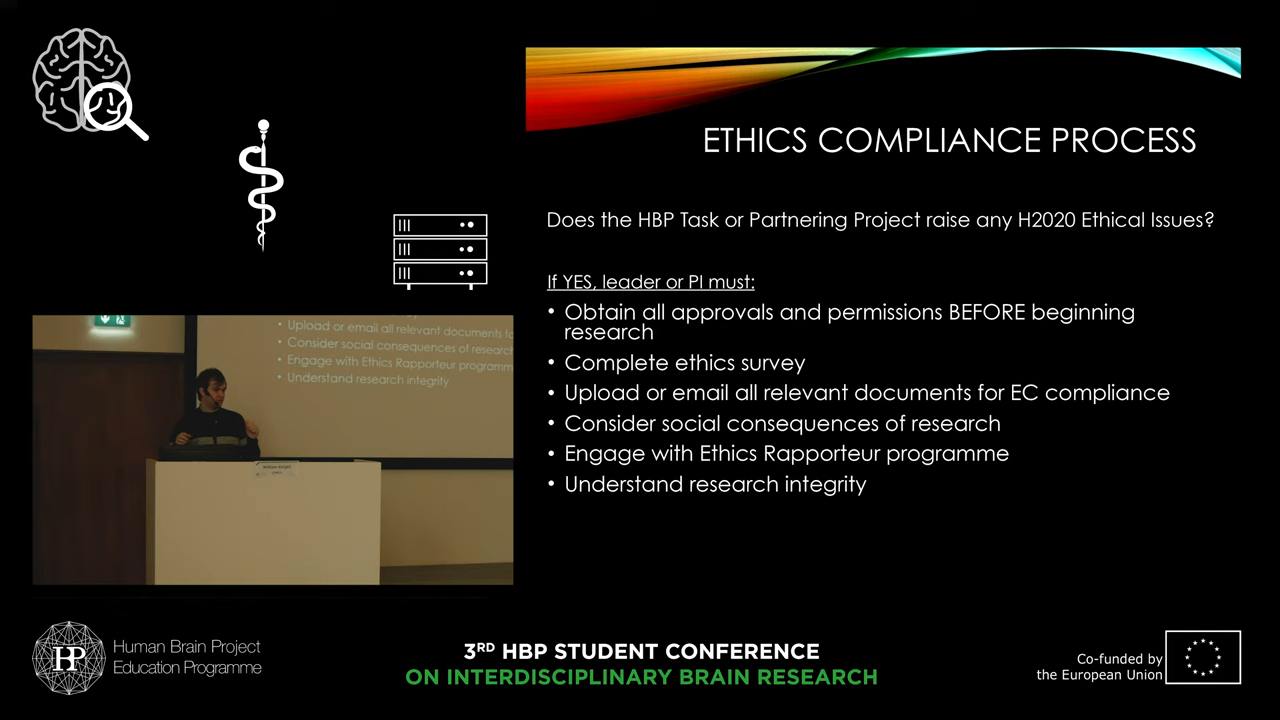 ETHICS COMPLIANCE PROCESS
Does the HBP Task or Partnering Project raise any H2020 Ethical Issues?
If YES, leader or PI must:
• Obtain all approvals and permissions BEFORE beginning
research
• Complete ethics survey
• Upload or email all relevant documents for EC compliance
• Consider social consequences of research
• Engage with Ethics Rapporteur programme
• Understand research integrity
• Upload or email all relevant documents fo
• Consider social consequences of research
• Engage with Ethics Rapporteur programm
• Understand research integrity
HP
Human Brain Project
Education Programme
3RD HBP STUDENT CONFERENCE
ON INTERDISCIPLINARY BRAIN RESEARCH
Co-funded by
the European Union